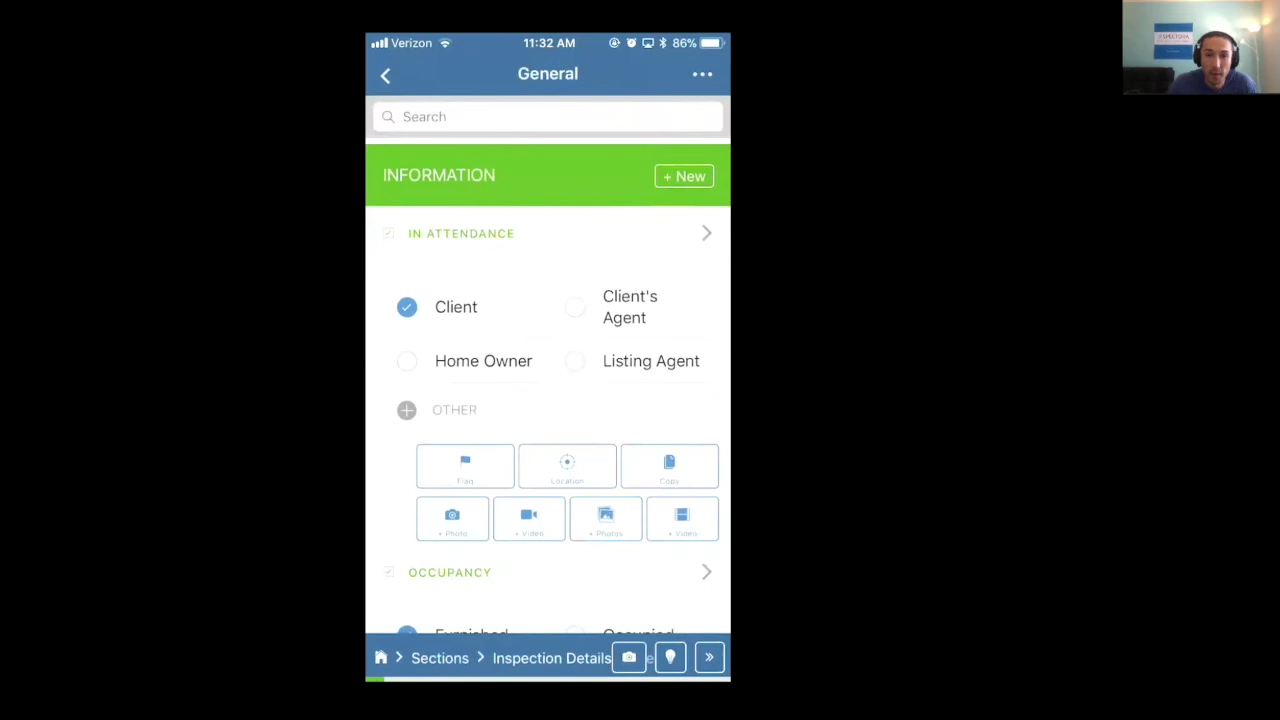 Verizon 11:32 AM 86%
General
Search
INFORMATION + New
IN ATTENDANCE
Client
Client's
Agent
Home Owner
Listing Agent
OTHER
Flag Location Copy
+ Photo + Video + Photos + Video
OCCUPANCY
Furnished Occupied
Sections Inspection Details